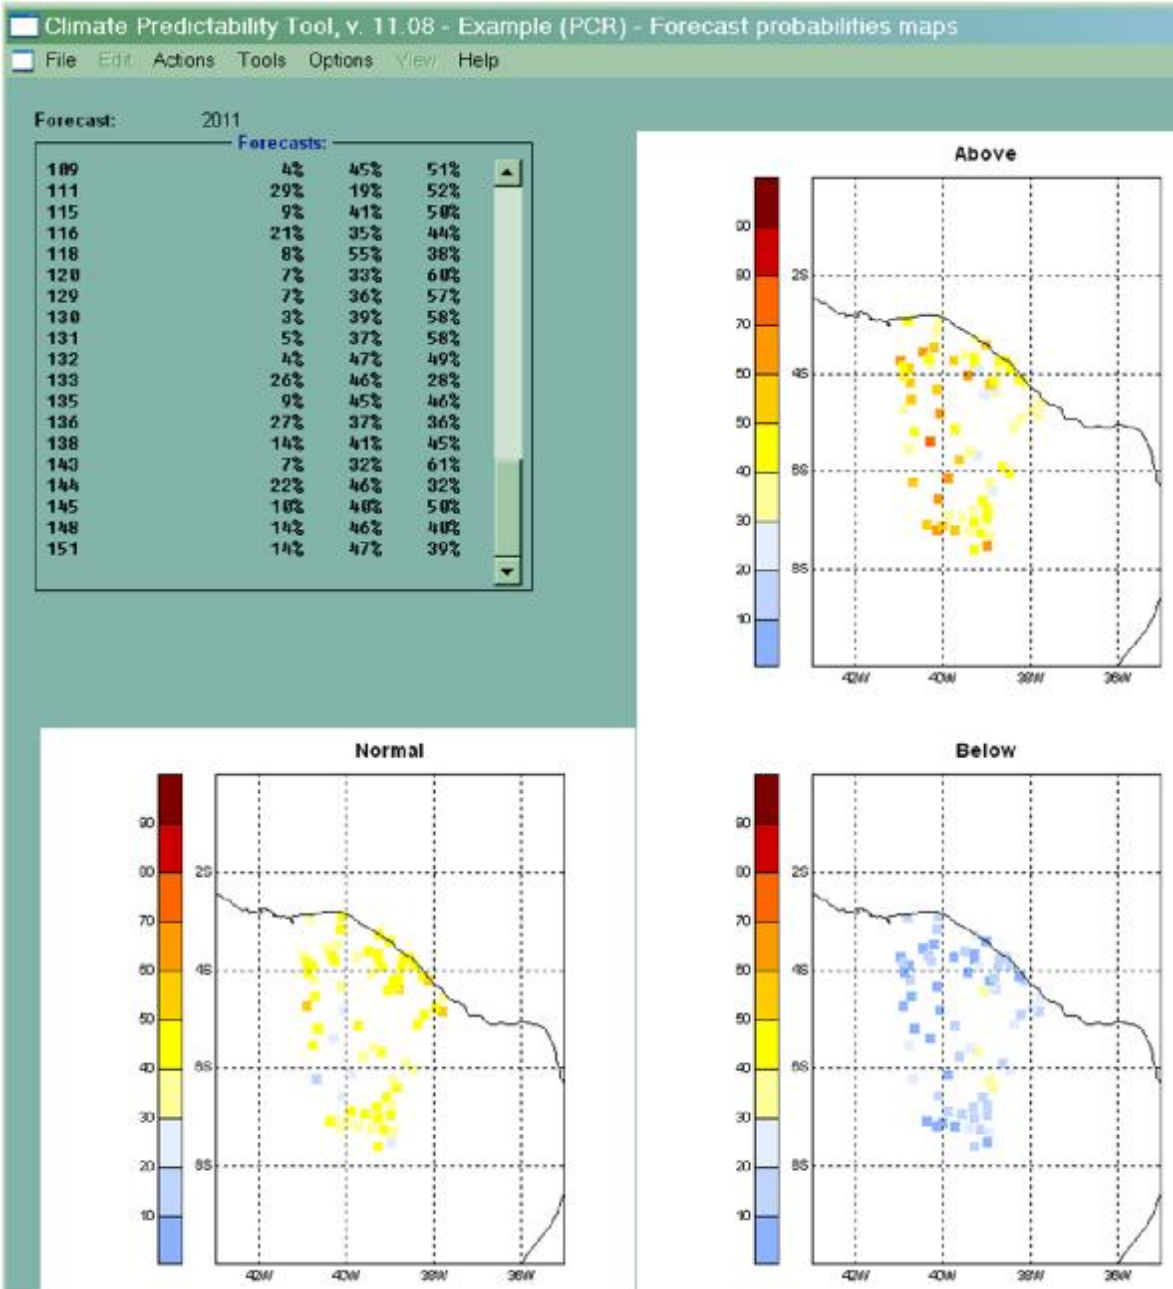 Climate Predictability Tool, v. 11.08 - Example (PCR) - Forecast probabilities maps
File Edit Actions Tools Options View Help
Forecast: 2011
Forecasts:
109 4% 45% 51%
111 29% 19% 52%
115 9% 41% 50%
116 21% 35% 44%
118 8% 55% 38%
120 7% 33% 60%
129 7% 36% 57%
130 3% 39% 58%
131 5% 37% 58%
132 4% 47% 49%
133 26% 46% 28%
135 9% 45% 46%
136 27% 37% 36%
138 14% 41% 45%
143 7% 32% 61%
144 22% 46% 32%
145 10% 40% 50%
148 14% 46% 40%
151 14% 47% 39%
Above
90
80
70
60
50
40
30
20
10
2S
4S
6S
8S
42W 40W 38W 36W
Normal
90
80
70
60
50
40
30
20
10
2S
4S
6S
8S
42W 40W 38W 36W
Below
90
80
70
60
50
40
30
20
10
2S
4S
6S
8S
42W 40W 38W 36W